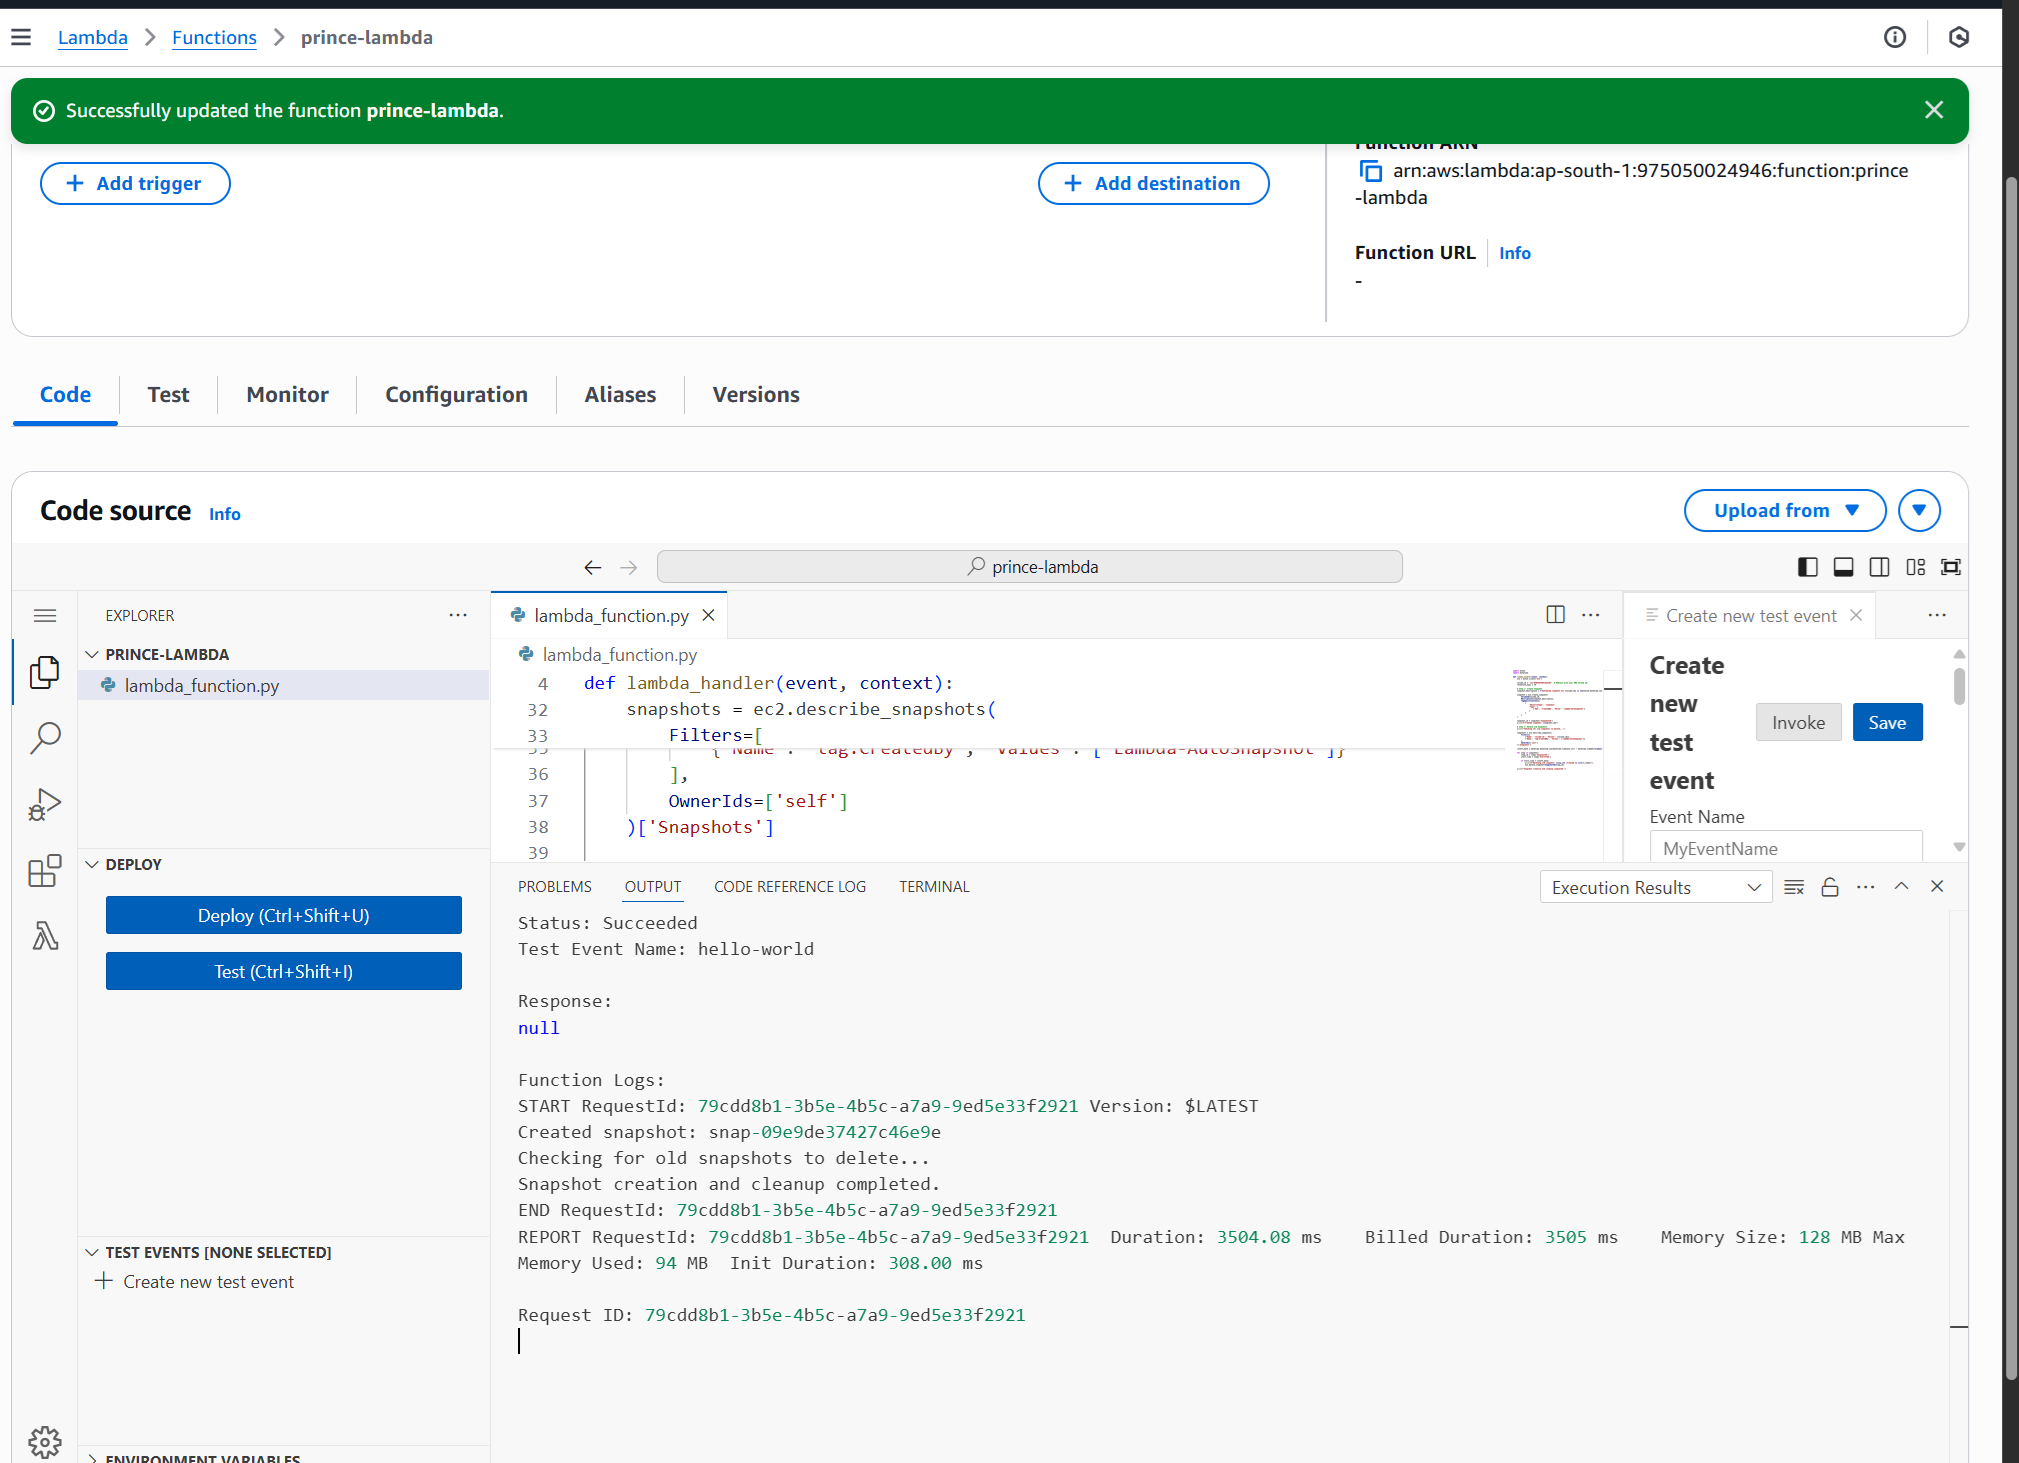 Lambda > Functions > prince-lambda
Successfully updated the function prince-lambda.
Add trigger
Add destination
Function ARN
arn:aws:lambda:ap-south-1:975050024946:function:prince
-lambda
Function URL Info
-
Code Test Monitor Configuration Aliases Versions
Code source Info
Upload from
prince-lambda
EXPLORER
PRINCE-LAMBDA
lambda_function.py
DEPLOY
Deploy (Ctrl+Shift+U)
Test (Ctrl+Shift+I)
TEST EVENTS [NONE SELECTED]
Create new test event
ENVIRONMENT VARIABLES
lambda_function.py
lambda_function.py
4 def lambda_handler(event, context):
32 snapshots = ec2.describe_snapshots(
33 Filters=[
35 {'Name': 'tag:CreatedBy', 'Values': ['Lambda-AutoSnapshot']}
36 ],
37 OwnerIds=['self']
38 )['Snapshots']
39
Create new test event
Create
new
test
event
Invoke Save
Event Name
MyEventName
PROBLEMS OUTPUT CODE REFERENCE LOG TERMINAL
Execution Results
Status: Succeeded
Test Event Name: hello-world
Response:
null
Function Logs:
START RequestId: 79cdd8b1-3b5e-4b5c-a7a9-9ed5e33f2921 Version: $LATEST
Created snapshot: snap-09e9de37427c46e9e
Checking for old snapshots to delete...
Snapshot creation and cleanup completed.
END RequestId: 79cdd8b1-3b5e-4b5c-a7a9-9ed5e33f2921
REPORT RequestId: 79cdd8b1-3b5e-4b5c-a7a9-9ed5e33f2921 Duration: 3504.08 ms Billed Duration: 3505 ms Memory Size: 128 MB Max
Memory Used: 94 MB Init Duration: 308.00 ms
Request ID: 79cdd8b1-3b5e-4b5c-a7a9-9ed5e33f2921